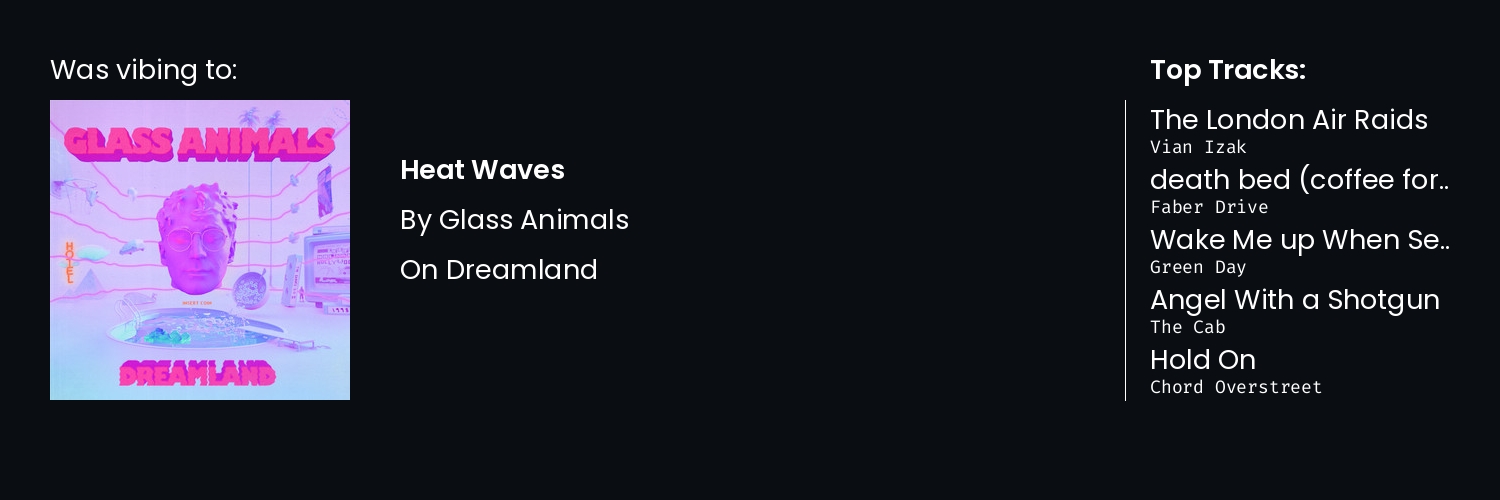 Was vibing to:
GLASS ANIMALS
HOTEL
1998
DREAMLAND
Heat Waves
By Glass Animals
On Dreamland
Top Tracks:
The London Air Raids
Vian Izak
death bed (coffee for..
Faber Drive
Wake Me up When Se..
Green Day
Angel With a Shotgun
The Cab
Hold On
Chord Overstreet